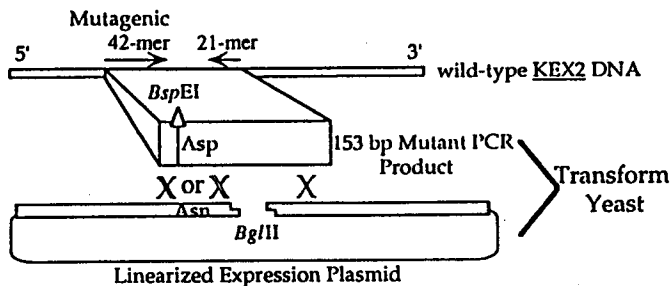 Mutagenic
42-mer 21-mer
5' 3'
wild-type KEX2 DNA
BspEI
Asp
153 bp Mutant PCR
Product
X or X X
Asn
BglII
Transform
Yeast
Linearized Expression Plasmid